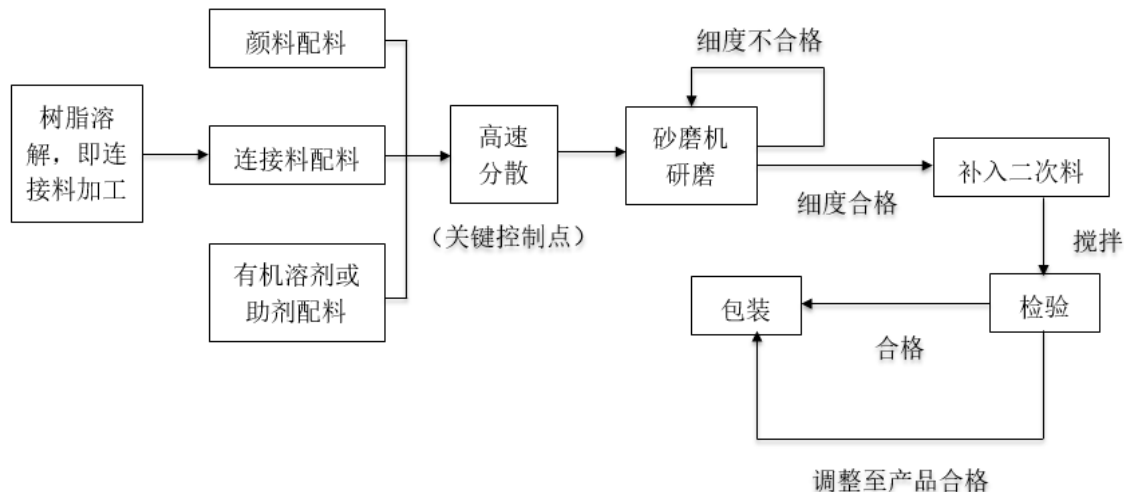 颜料配料
树脂溶
解，即连
接料加工
连接料配料
有机溶剂或
助剂配料
高速
分散
（关键控制点）
细度不合格
砂磨机
研磨
细度合格
补入二次料
搅拌
检验
合格
包装
调整至产品合格